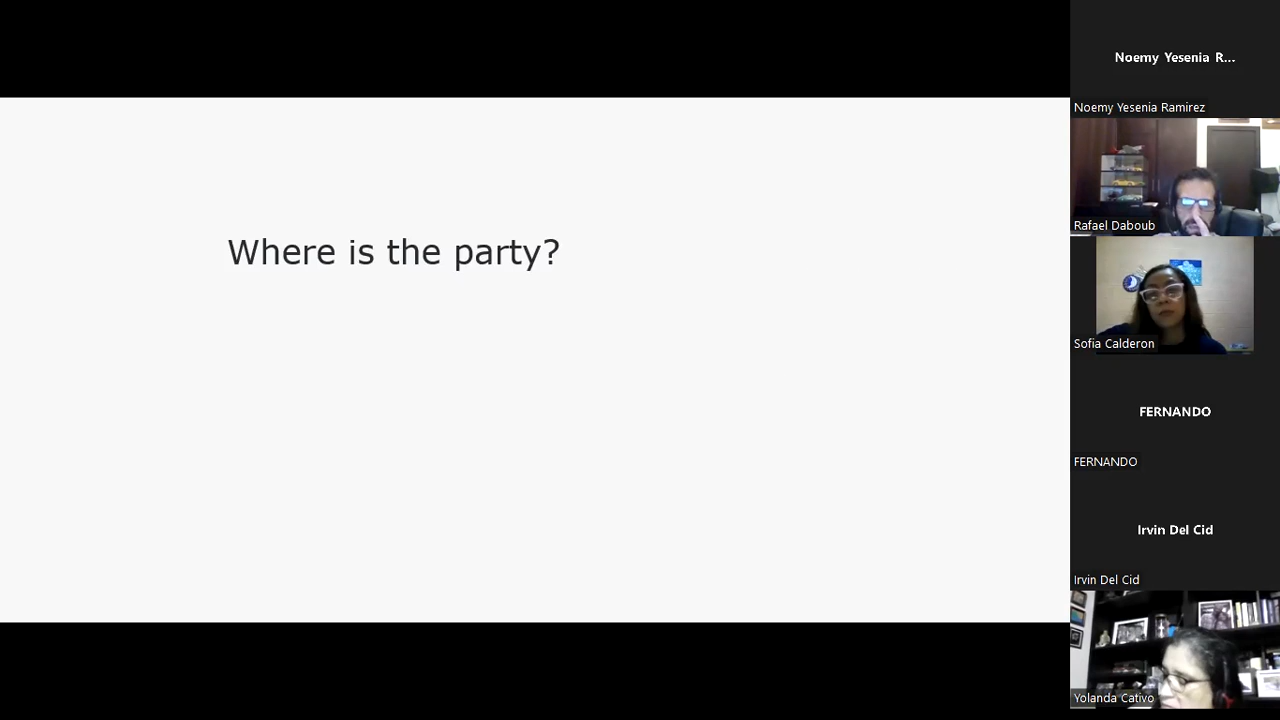 Where is the party?
Noemy Yesenia R...
Noemy Yesenia Ramirez
Rafael Daboub
Sofia Calderon
FERNANDO
FERNANDO
Irvin Del Cid
Irvin Del Cid
Yolanda Cativo